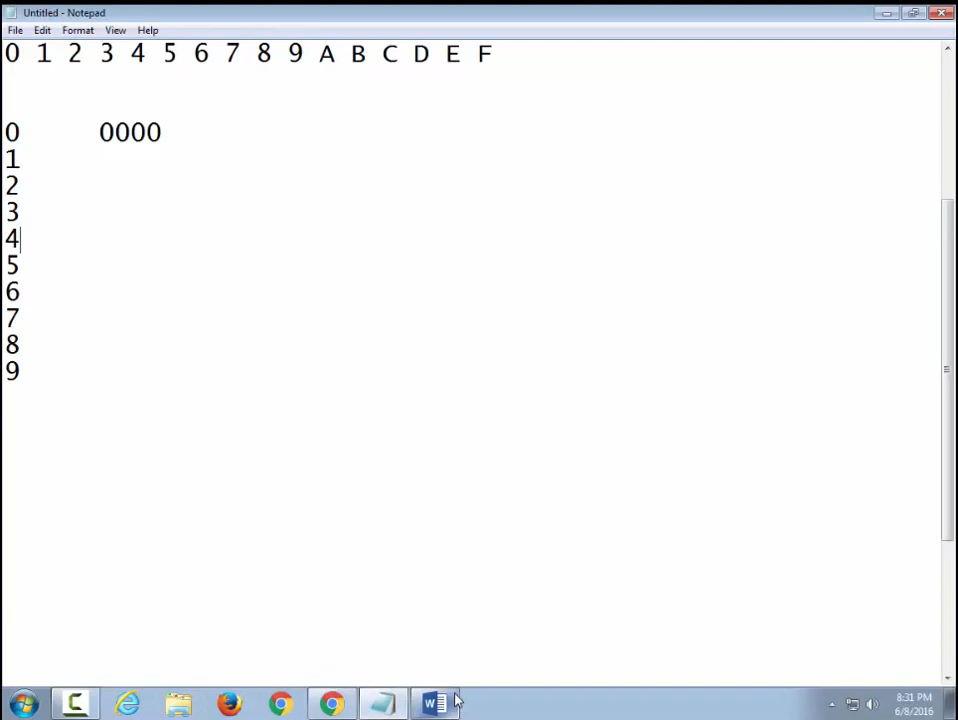 Untitled - Notepad
File Edit Format View Help
0 1 2 3 4 5 6 7 8 9 A B C D E F
0 0000
1
2
3
4
5
6
7
8
9
8:31 PM
6/8/2016